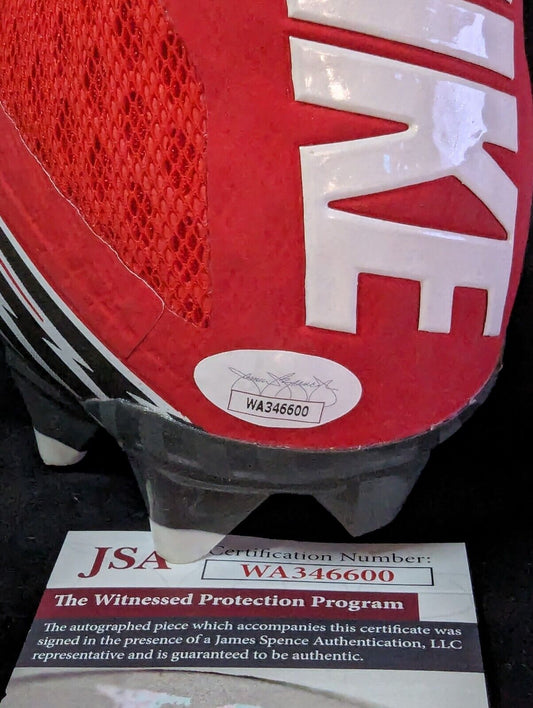 NIKE
WA346600
JSA
Certification Number:
WA346600
The Witnessed Protection Program
The autographed piece which accompanies this certificate was
signed in the presence of a James Spence Authentication, LLC
representative and is guaranteed to be authentic.